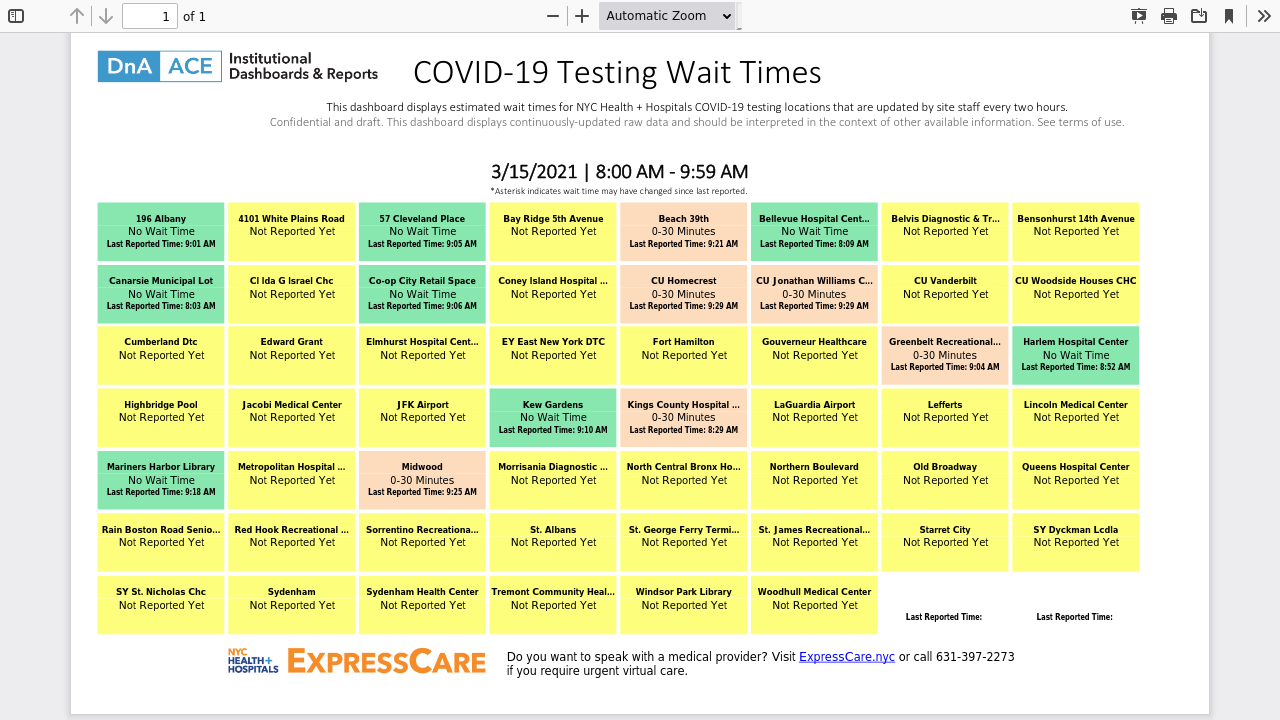 1 of 1 Automatic Zoom
DnA ACE Institutional
Dashboards & Reports
COVID-19 Testing Wait Times
This dashboard displays estimated wait times for NYC Health + Hospitals COVID-19 testing locations that are updated by site staff every two hours.
Confidential and draft. This dashboard displays continuously-updated raw data and should be interpreted in the context of other available information. See terms of use.
3/15/2021 | 8:00 AM - 9:59 AM
*Asterisk indicates wait time may have changed since last reported.
196 Albany
No Wait Time
Last Reported Time: 9:01 AM
4101 White Plains Road
Not Reported Yet
57 Cleveland Place
No Wait Time
Last Reported Time: 9:05 AM
Bay Ridge 5th Avenue
Not Reported Yet
Beach 39th
0-30 Minutes
Last Reported Time: 9:21 AM
Bellevue Hospital Cent...
No Wait Time
Last Reported Time: 8:09 AM
Belvis Diagnostic & Tr...
Not Reported Yet
Bensonhurst 14th Avenue
Not Reported Yet
Canarsie Municipal Lot
No Wait Time
Last Reported Time: 8:03 AM
CI Ida G Israel Chc
Not Reported Yet
Co-op City Retail Space
No Wait Time
Last Reported Time: 9:06 AM
Coney Island Hospital ...
Not Reported Yet
CU Homecrest
0-30 Minutes
Last Reported Time: 9:29 AM
CU Jonathan Williams C...
0-30 Minutes
Last Reported Time: 9:29 AM
CU Vanderbilt
Not Reported Yet
CU Woodside Houses CHC
Not Reported Yet
Cumberland Dtc
Not Reported Yet
Edward Grant
Not Reported Yet
Elmhurst Hospital Cent...
Not Reported Yet
EY East New York DTC
Not Reported Yet
Fort Hamilton
Not Reported Yet
Gouverneur Healthcare
Not Reported Yet
Greenbelt Recreational...
0-30 Minutes
Last Reported Time: 9:04 AM
Harlem Hospital Center
No Wait Time
Last Reported Time: 8:52 AM
Highbridge Pool
Not Reported Yet
Jacobi Medical Center
Not Reported Yet
JFK Airport
Not Reported Yet
Kew Gardens
No Wait Time
Last Reported Time: 9:10 AM
Kings County Hospital ...
0-30 Minutes
Last Reported Time: 8:29 AM
LaGuardia Airport
Not Reported Yet
Lefferts
Not Reported Yet
Lincoln Medical Center
Not Reported Yet
Mariners Harbor Library
No Wait Time
Last Reported Time: 9:18 AM
Metropolitan Hospital ...
Not Reported Yet
Midwood
0-30 Minutes
Last Reported Time: 9:25 AM
Morrisania Diagnostic ...
Not Reported Yet
North Central Bronx Ho...
Not Reported Yet
Northern Boulevard
Not Reported Yet
Old Broadway
Not Reported Yet
Queens Hospital Center
Not Reported Yet
Rain Boston Road Senio...
Not Reported Yet
Red Hook Recreational ...
Not Reported Yet
Sorrentino Recreationa...
Not Reported Yet
St. Albans
Not Reported Yet
St. George Ferry Termi...
Not Reported Yet
St. James Recreational...
Not Reported Yet
Starret City
Not Reported Yet
SY Dyckman Lcdla
Not Reported Yet
SY St. Nicholas Chc
Not Reported Yet
Sydenham
Not Reported Yet
Sydenham Health Center
Not Reported Yet
Tremont Community Heal...
Not Reported Yet
Windsor Park Library
Not Reported Yet
Woodhull Medical Center
Not Reported Yet
Last Reported Time:
Last Reported Time:
NYC
HEALTH+
HOSPITALS
EXPRESSCARE
Do you want to speak with a medical provider? Visit ExpressCare.nyc or call 631-397-2273
if you require urgent virtual care.